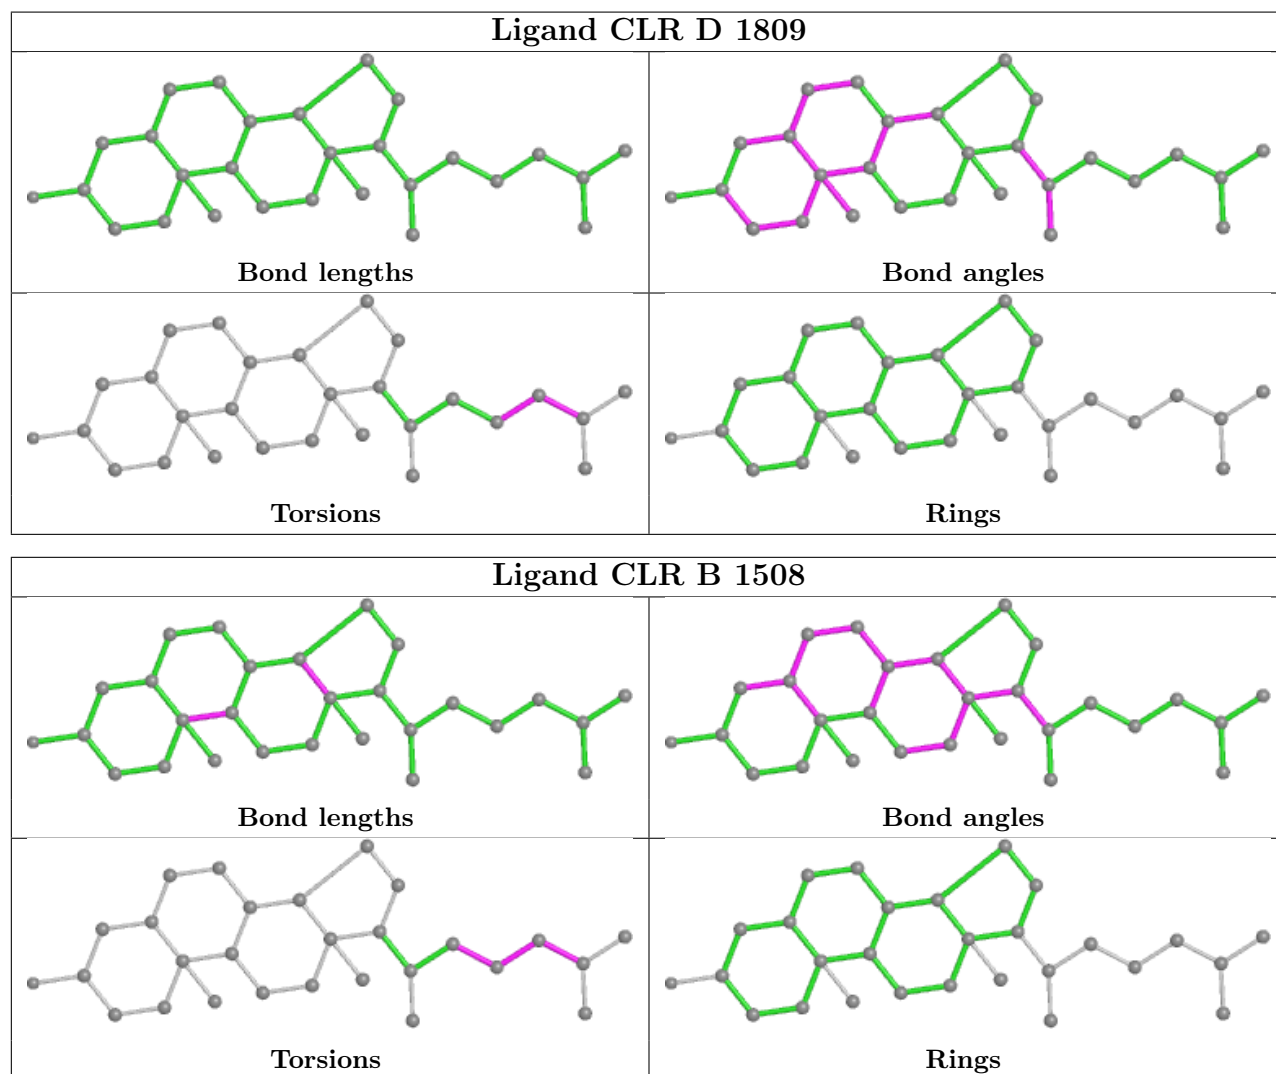 Ligand CLR D 1809
Bond lengths
Bond angles
Torsions
Rings
Ligand CLR B 1508
Bond lengths
Bond angles
Torsions
Rings